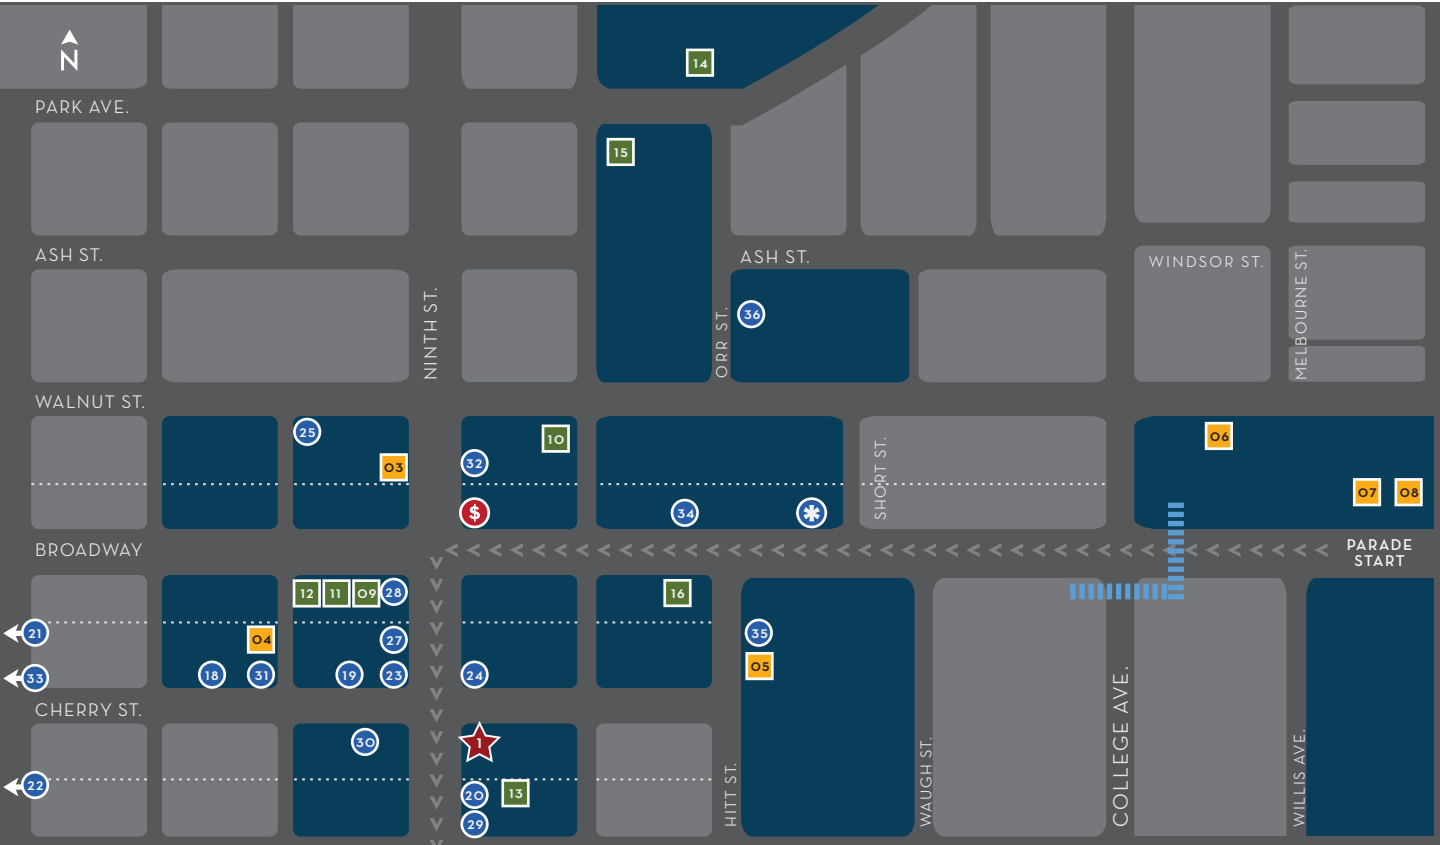 14
N
PARK AVE.
15
ASH ST.
ASH ST.
WINDSOR ST.
MELBOURNE ST.
NINTH ST.
ORR ST.
36
WALNUT ST.
25
03
32
10
$
34
SHORT ST.
06
07
08
BROADWAY
PARADE
START
12
11
09
28
16
21
04
27
35
05
33
18
31
19
23
24
CHERRY ST.
30
1
22
20
13
29
HITT ST.
WAUGH ST.
COLLEGE AVE.
WILLIS AVE.